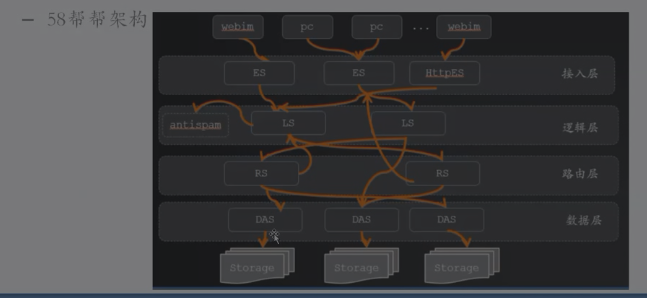 – 58帮帮架构
webim pc pc ... webim
ES ES HttpES 接入层
antispam LS LS 逻辑层
RS RS 路由层
DAS DAS DAS 数据层
Storage Storage Storage